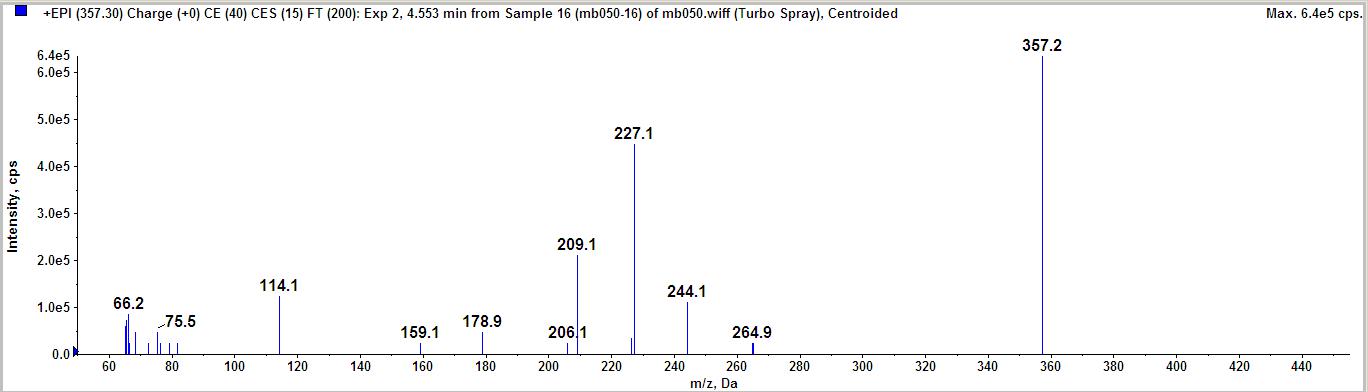 +EPI (357.30) Charge (+0) CE (40) CES (15) FT (200): Exp 2, 4.553 min from Sample 16 (mb050-16) of mb050.wiff (Turbo Spray), Centroided
Max. 6.4e5 cps.
357.2
6.4e5
6.0e5
5.0e5
227.1
4.0e5
Intensity, cps
3.0e5
209.1
2.0e5
114.1
244.1
66.2
1.0e5
75.5
159.1
178.9
206.1
264.9
0.0
60 80 100 120 140 160 180 200 220 240 260 280 300 320 340 360 380 400 420 440
m/z, Da